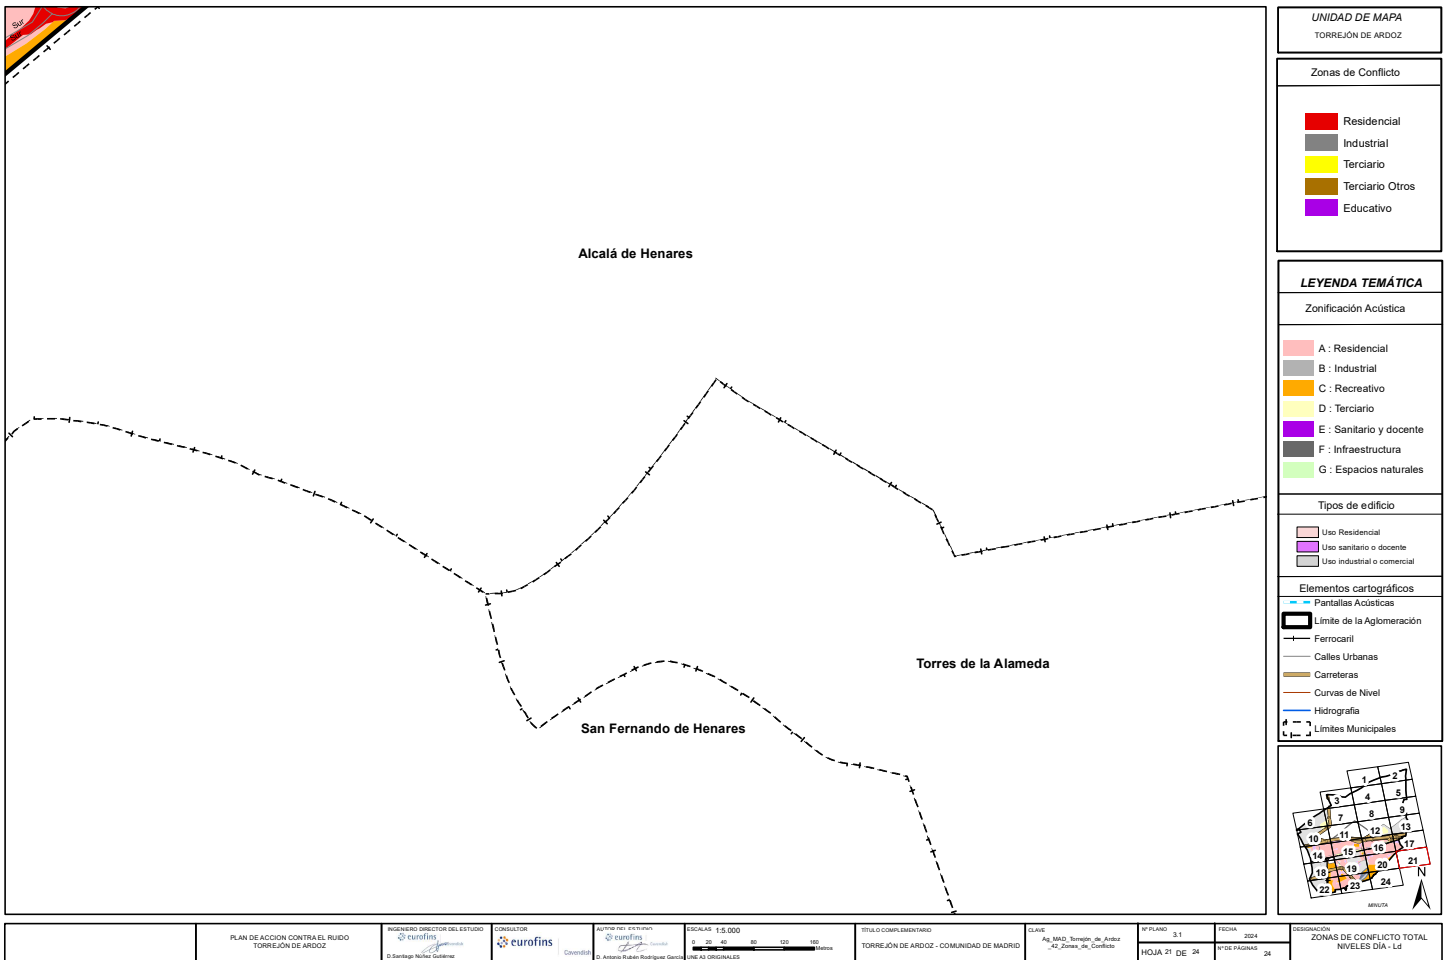 Sur
Sur
Alcalá de Henares
Torres de la Alameda
San Fernando de Henares
UNIDAD DE MAPA
TORREJÓN DE ARDOZ
Zonas de Conflicto
Residencial
Industrial
Terciario
Terciario Otros
Educativo
LEYENDA TEMÁTICA
Zonificación Acústica
A : Residencial
B : Industrial
C : Recreativo
D : Terciario
E : Sanitario y docente
F : Infraestructura
G : Espacios naturales
Tipos de edificio
Uso Residencial
Uso sanitario o docente
Uso industrial o comercial
Elementos cartográficos
Pantallas Acústicas
Límite de la Aglomeración
Ferrocaril
Calles Urbanas
Carreteras
Curvas de Nivel
Hidrografia
Límites Municipales
1 2
3 4 5
6 7 8 9
10 11 12 13
14 15 16 17
18 19 20 21
22 23 24
N
MINUTA
PLAN DE ACCION CONTRA EL RUIDO
TORREJÓN DE ARDOZ
INGENIERO DIRECTOR DEL ESTUDIO
eurofins
D.Santiago Núñez Gutiérrez
CONSULTOR
eurofins
Cavendish
AUTOR DEL ESTUDIO
eurofins
D. Antonio Rubén Rodríguez García
ESCALAS 1:5.000
0 20 40 80 120 160
Metros
UNE A3 ORIGINALES
TÍTULO COMPLEMENTARIO
TORREJÓN DE ARDOZ - COMUNIDAD DE MADRID
CLAVE
Ag_MAD_Torrejón_de_Ardoz
_42_Zonas_de_Conflicto
Nº PLANO
3.1
HOJA 21 DE 24
FECHA
2024
Nº DE PÁGINAS
24
DESIGNACIÓN
ZONAS DE CONFLICTO TOTAL
NIVELES DÍA - Ld